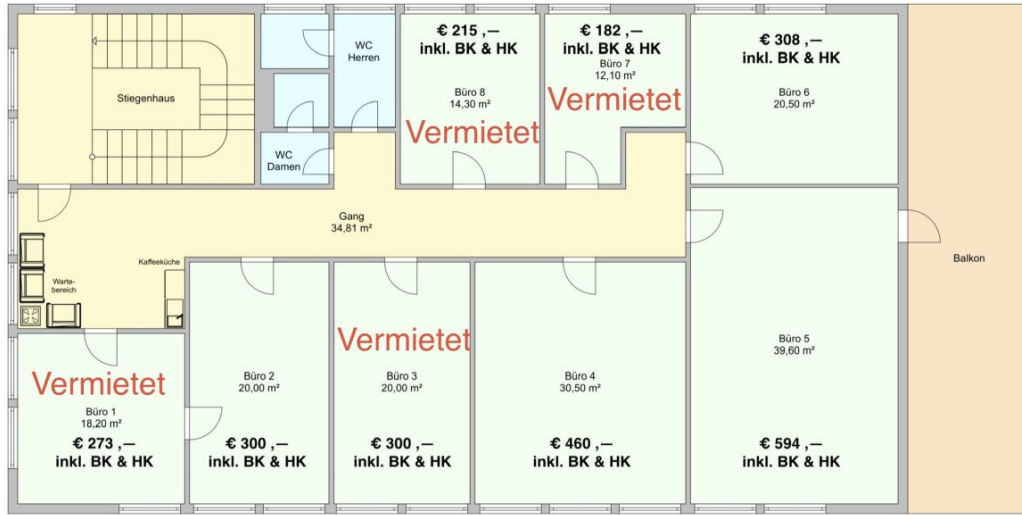 Stiegenhaus
WC
Herren
WC
Damen
€ 215 ,—
inkl. BK & HK
Büro 8
14,30 m²
Vermietet
€ 182 ,—
inkl. BK & HK
Büro 7
12,10 m²
Vermietet
€ 308 ,—
inkl. BK & HK
Büro 6
20,50 m²
Gang
34,81 m²
Kaffeeküche
Warte-
bereich
Balkon
Vermietet
Büro 1
18,20 m²
€ 273 ,—
inkl. BK & HK
Büro 2
20,00 m²
€ 300 ,—
inkl. BK & HK
Vermietet
Büro 3
20,00 m²
€ 300 ,—
inkl. BK & HK
Büro 4
30,50 m²
€ 460 ,—
inkl. BK & HK
Büro 5
39,60 m²
€ 594 ,—
inkl. BK & HK